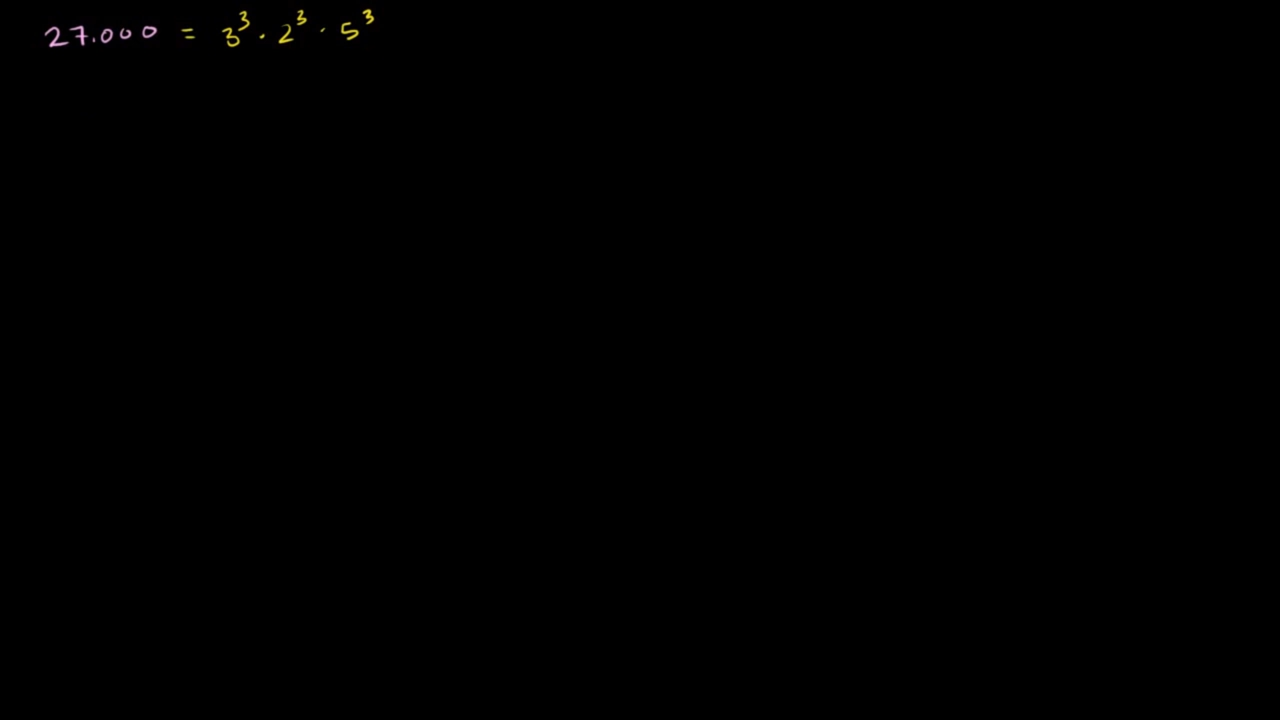 27.000 = 3³ · 2³ · 5³